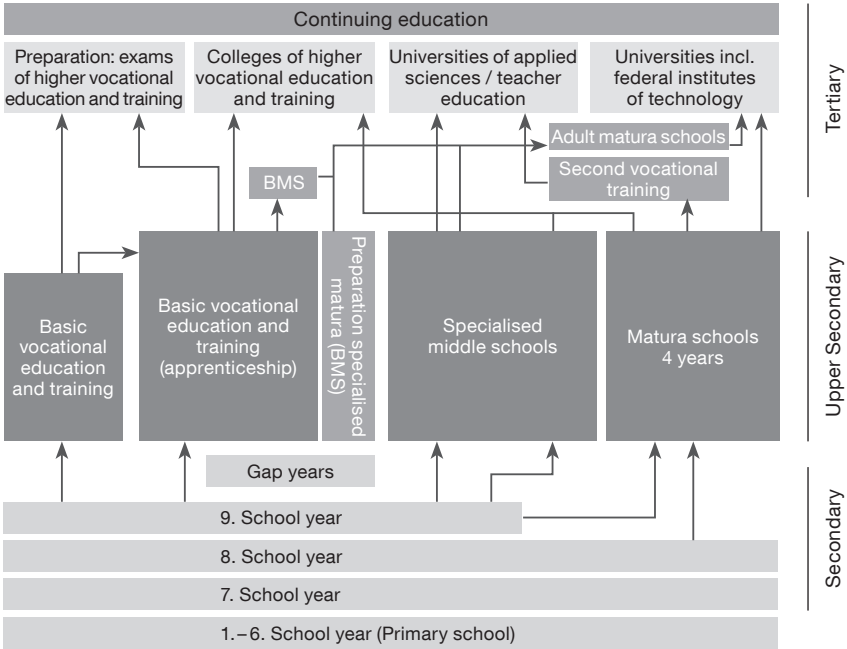 Continuing education
Preparation: exams
of higher vocational
education and training
Colleges of higher
vocational education
and training
Universities of applied
sciences / teacher
education
Universities incl.
federal institutes
of technology
Tertiary
Adult matura schools
BMS
Second vocational
training
Basic
vocational
education
and training
Basic vocational
education and
training
(apprenticeship)
Preparation specialised
matura (BMS)
Specialised
middle schools
Matura schools
4 years
Upper Secondary
Gap years
9. School year
8. School year
7. School year
Secondary
1.–6. School year (Primary school)